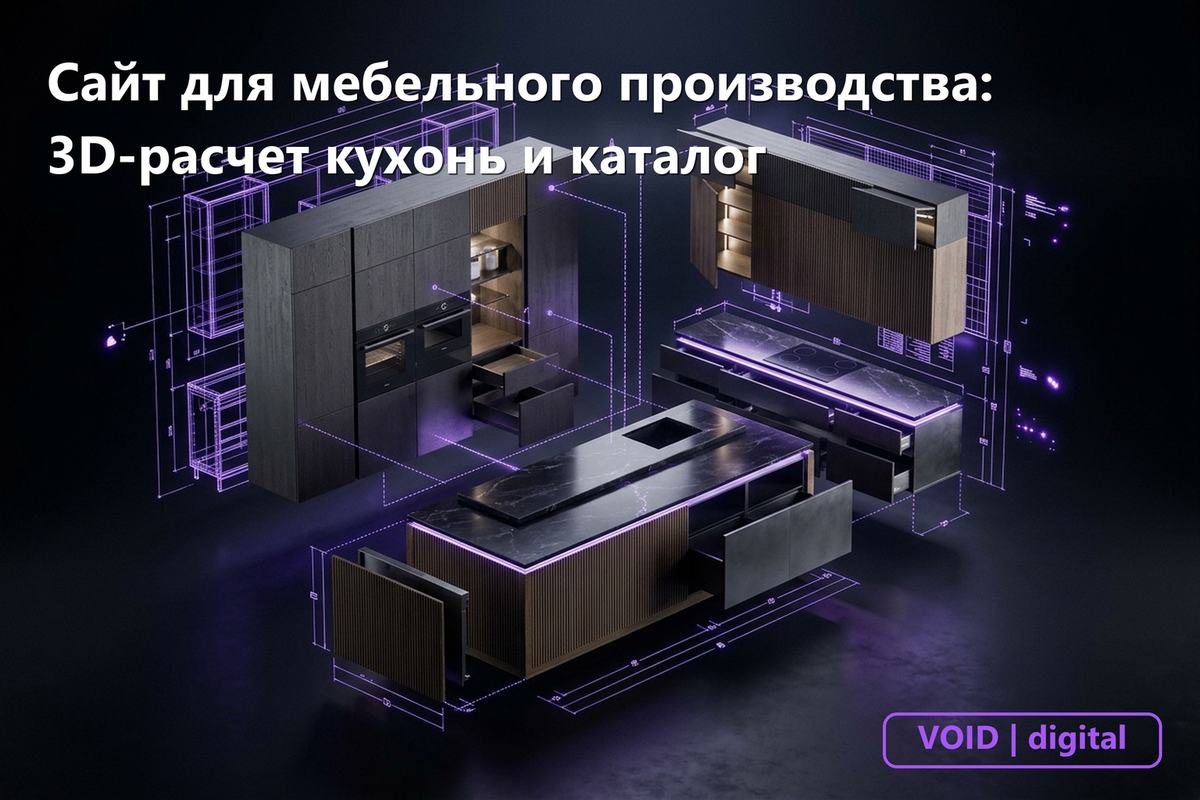 Сайт для мебельного производства:
3D-расчет кухонь и каталог
VOID | digital